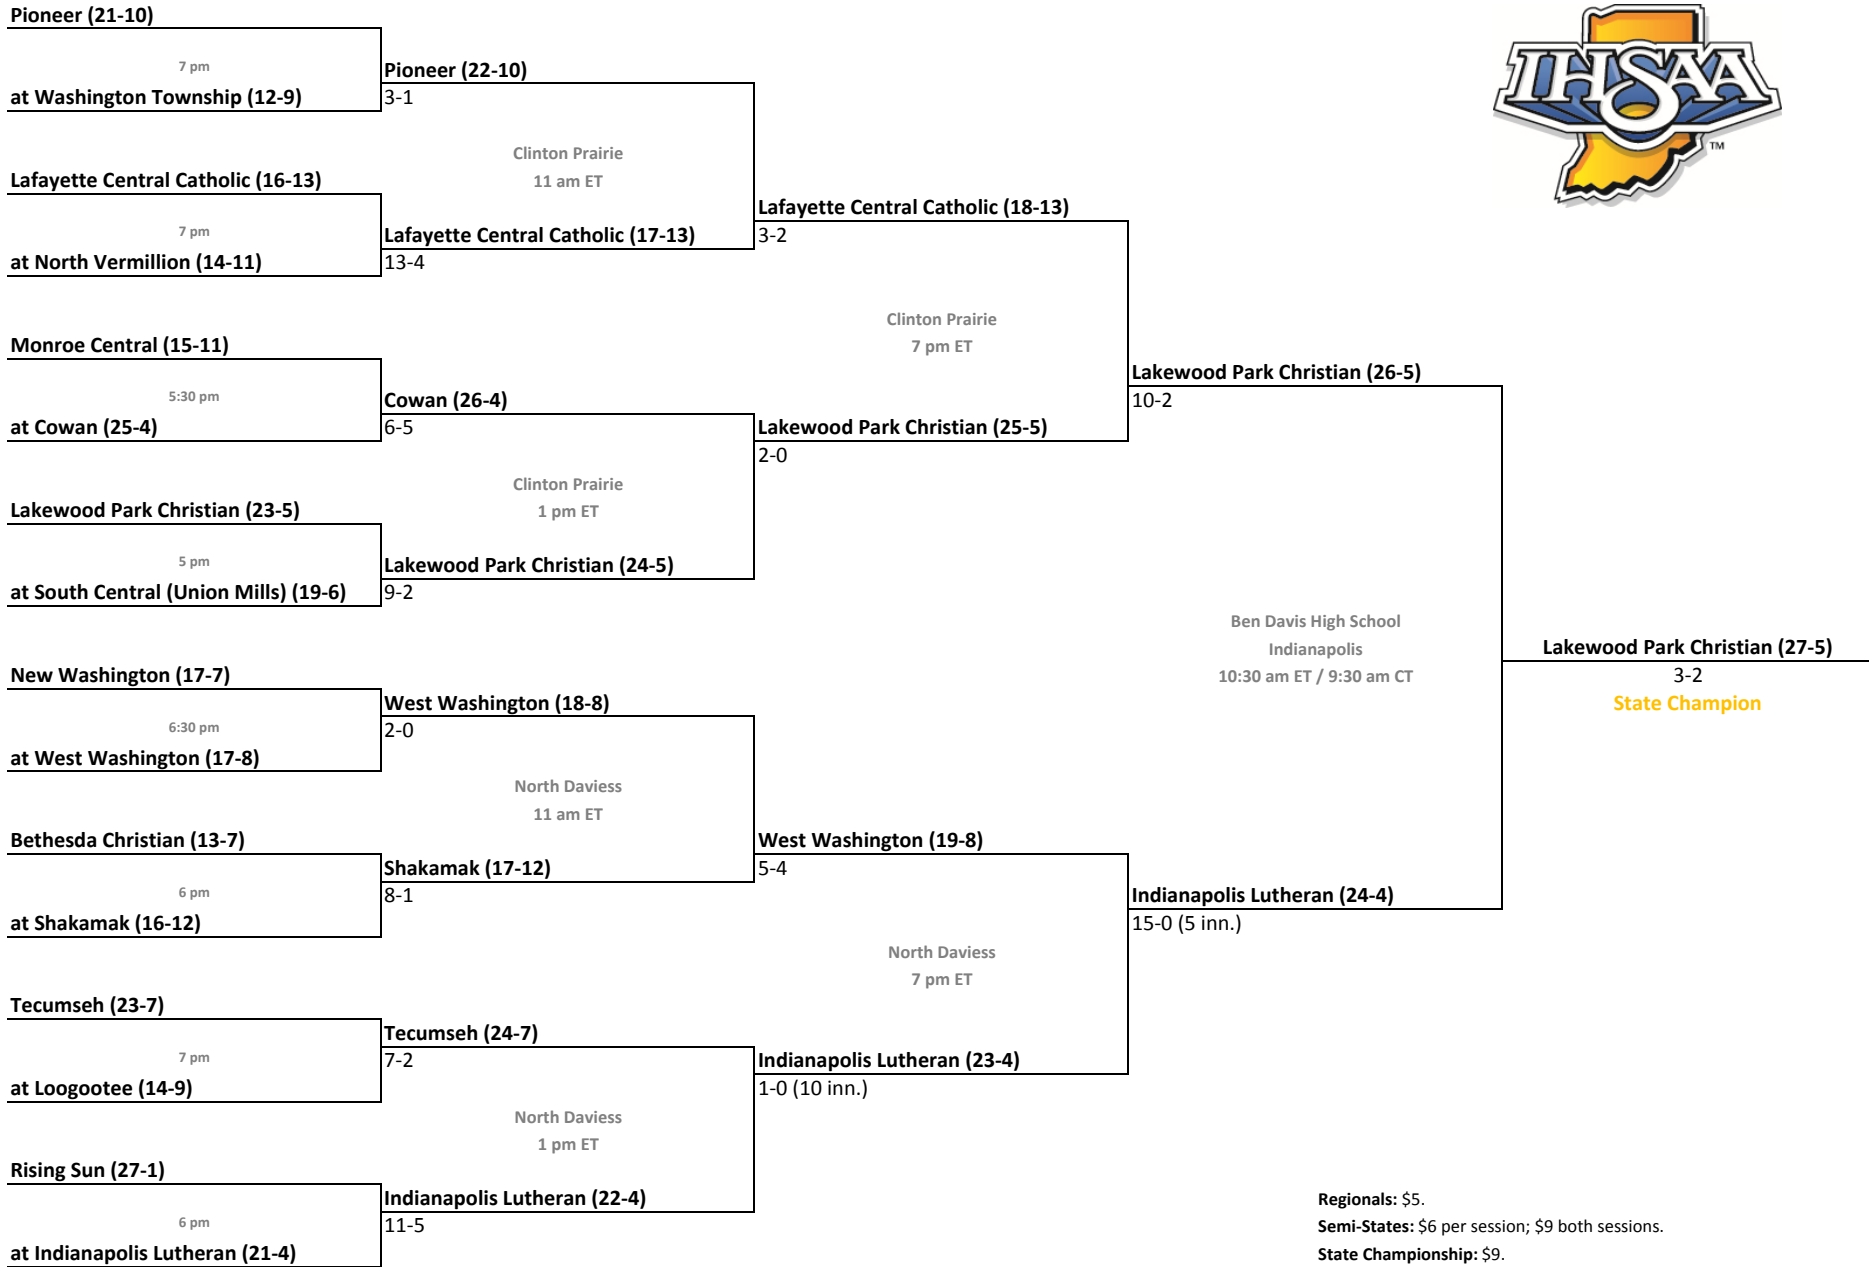 Pioneer (21-10)
7 pm
at Washington Township (12-9)
Lafayette Central Catholic (16-13)
7 pm
at North Vermillion (14-11)
Monroe Central (15-11)
5:30 pm
at Cowan (25-4)
Lakewood Park Christian (23-5)
5 pm
at South Central (Union Mills) (19-6)
New Washington (17-7)
6:30 pm
at West Washington (17-8)
Bethesda Christian (13-7)
6 pm
at Shakamak (16-12)
Tecumseh (23-7)
7 pm
at Loogootee (14-9)
Rising Sun (27-1)
6 pm
at Indianapolis Lutheran (21-4)
Pioneer (22-10)
3-1
Clinton Prairie
11 am ET
Lafayette Central Catholic (17-13)
13-4
Cowan (26-4)
6-5
Clinton Prairie
1 pm ET
Lakewood Park Christian (24-5)
9-2
West Washington (18-8)
2-0
North Daviess
11 am ET
Shakamak (17-12)
8-1
Tecumseh (24-7)
7-2
North Daviess
1 pm ET
Indianapolis Lutheran (22-4)
11-5
Lafayette Central Catholic (18-13)
3-2
Clinton Prairie
7 pm ET
Lakewood Park Christian (25-5)
2-0
West Washington (19-8)
5-4
North Daviess
7 pm ET
Indianapolis Lutheran (23-4)
1-0 (10 inn.)
Lakewood Park Christian (26-5)
10-2
Ben Davis High School
Indianapolis
10:30 am ET / 9:30 am CT
Indianapolis Lutheran (24-4)
15-0 (5 inn.)
Lakewood Park Christian (27-5)
3-2
State Champion
IHSAA
TM
Regionals: $5.
Semi-States: $6 per session; $9 both sessions.
State Championship: $9.